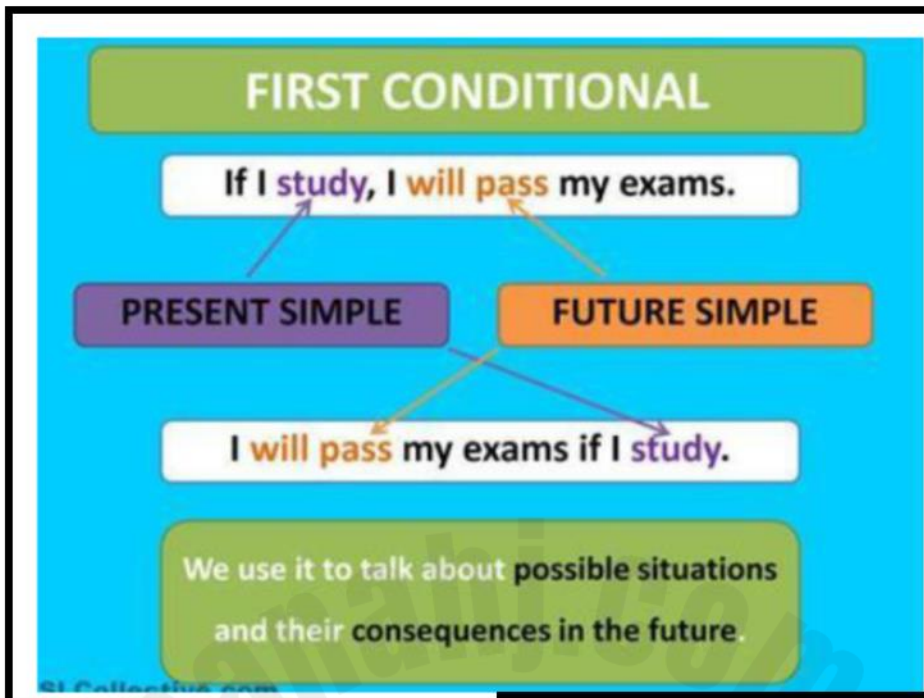 FIRST CONDITIONAL
If I study, I will pass my exams.
PRESENT SIMPLE
FUTURE SIMPLE
I will pass my exams if I study.
We use it to talk about possible situations
and their consequences in the future.